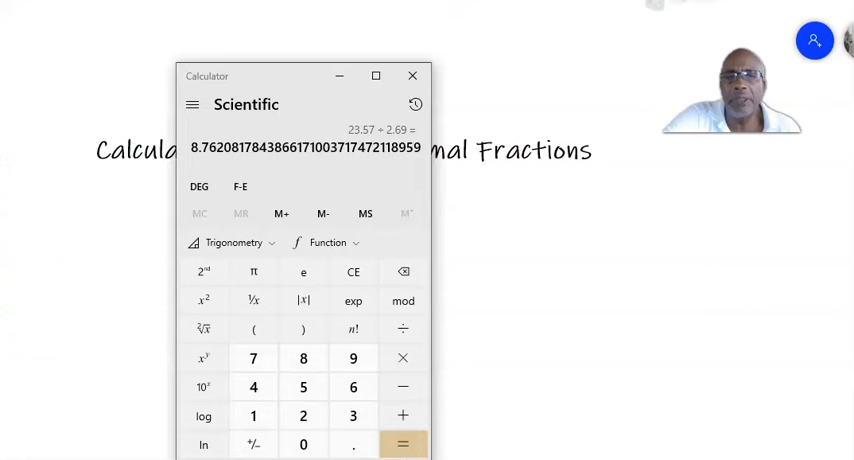 Calculator
Scientific
23.57 ÷ 2.69 =
8.7620817843866171003717472118959
Calcula
mal Fractions
DEG F-E
MC MR M+ M- MS M˅
Trigonometry f Function
2nd π e CE
x² ¹/x |x| exp mod
²√x ( ) n! ÷
xʸ 7 8 9 ×
10ˣ 4 5 6 −
log 1 2 3 +
ln +/− 0 . =